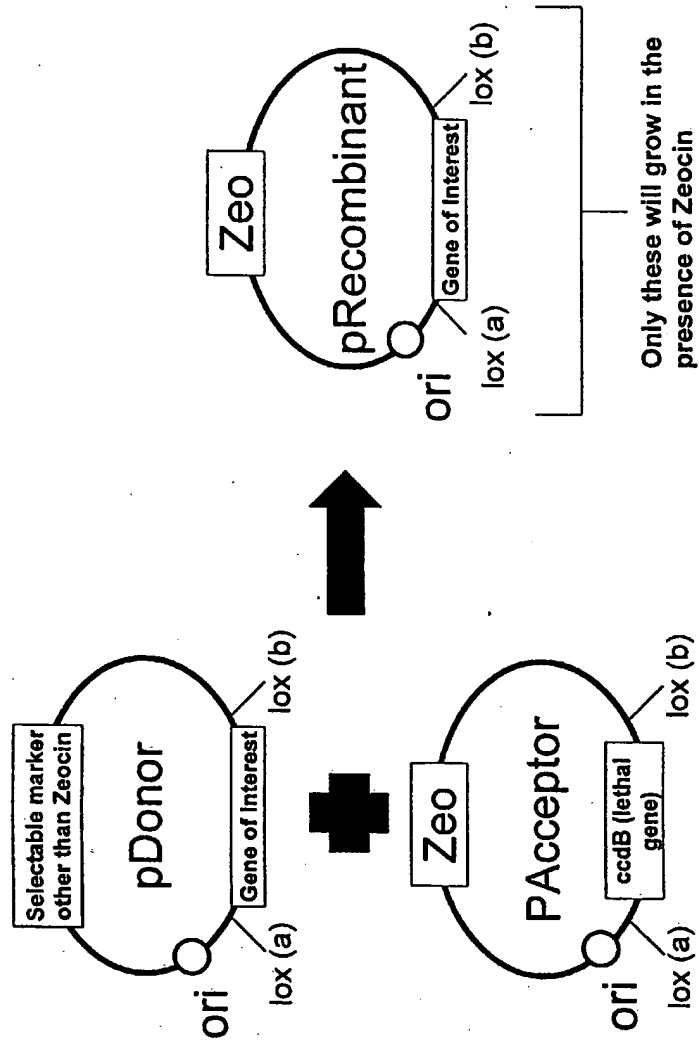 Selectable marker
other than Zeocin
pDonor
ori
lox (a)
Gene of Interest
lox (b)
Zeo
PAcceptor
ori
lox (a)
ccdB (lethal
gene)
lox (b)
Zeo
pRecombinant
ori
lox (a)
Gene of Interest
lox (b)
Only these will grow in the
presence of Zeocin